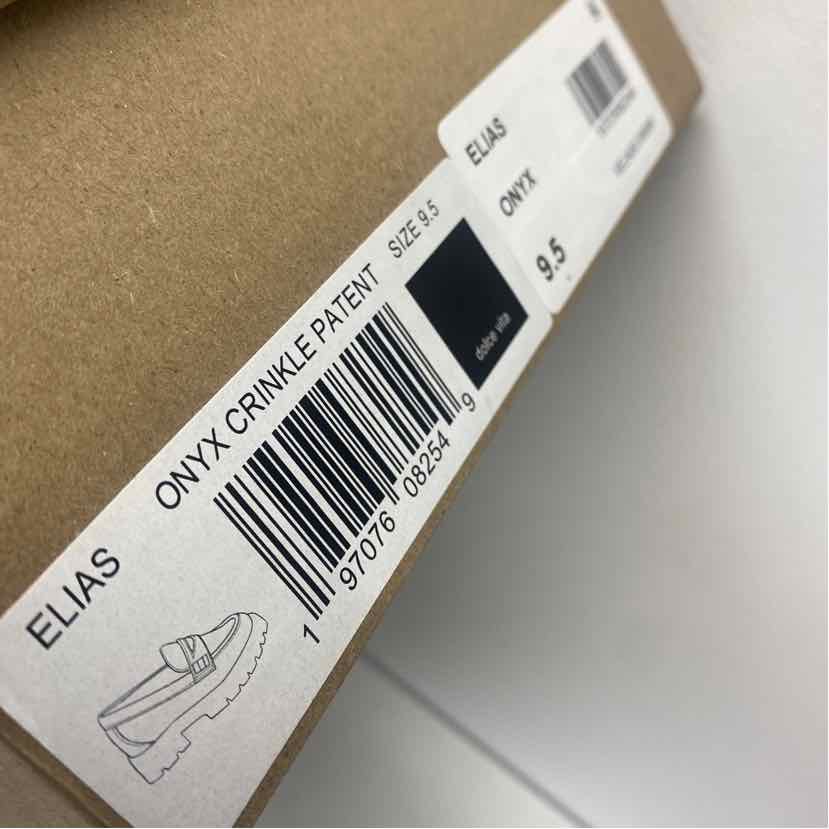 ELIAS
ONYX CRINKLE PATENT
SIZE 9.5
dolce vita
1 97076 08254 9
ELIAS
ONYX
9.5